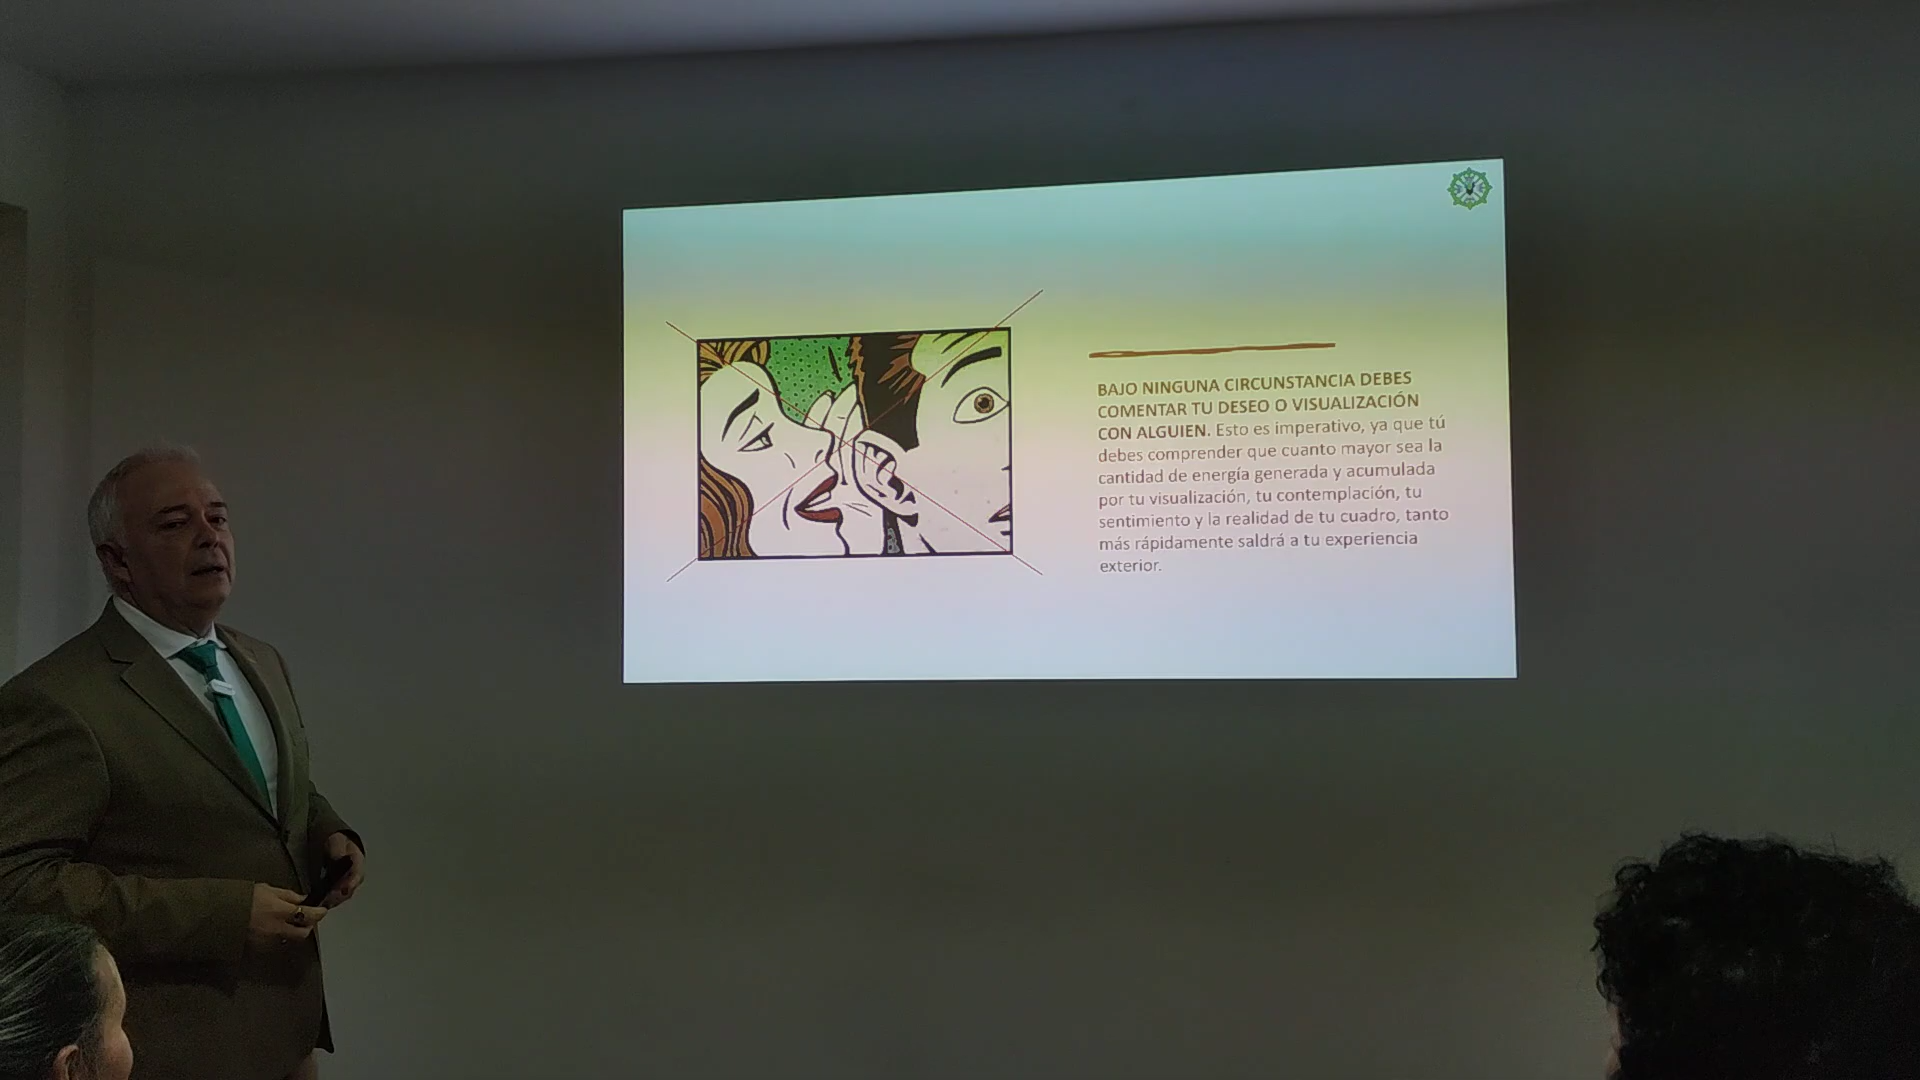 BAJO NINGUNA CIRCUNSTANCIA DEBES
COMENTAR TU DESEO O VISUALIZACIÓN
CON ALGUIEN. Esto es imperativo, ya que tú
debes comprender que cuanto mayor sea la
cantidad de energía generada y acumulada
por tu visualización, tu contemplación, tu
sentimiento y la realidad de tu cuadro, tanto
más rápidamente saldrá a tu experiencia
exterior.